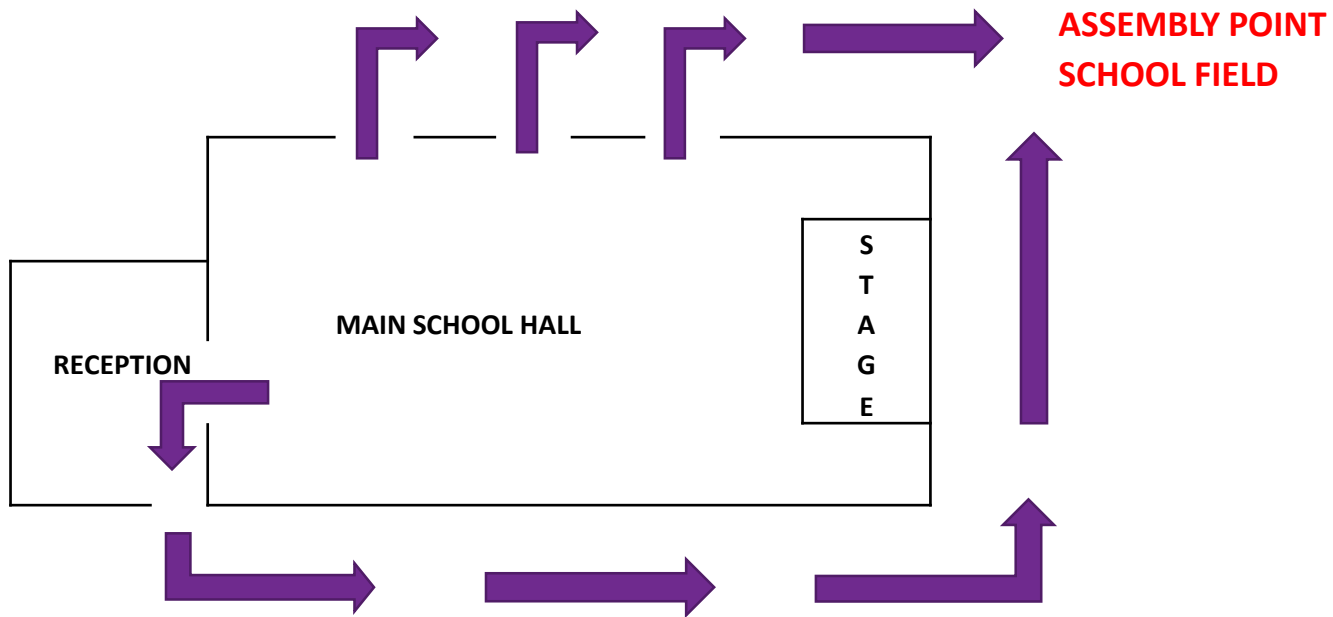 ASSEMBLY POINT
SCHOOL FIELD
MAIN SCHOOL HALL
RECEPTION
S
T
A
G
E